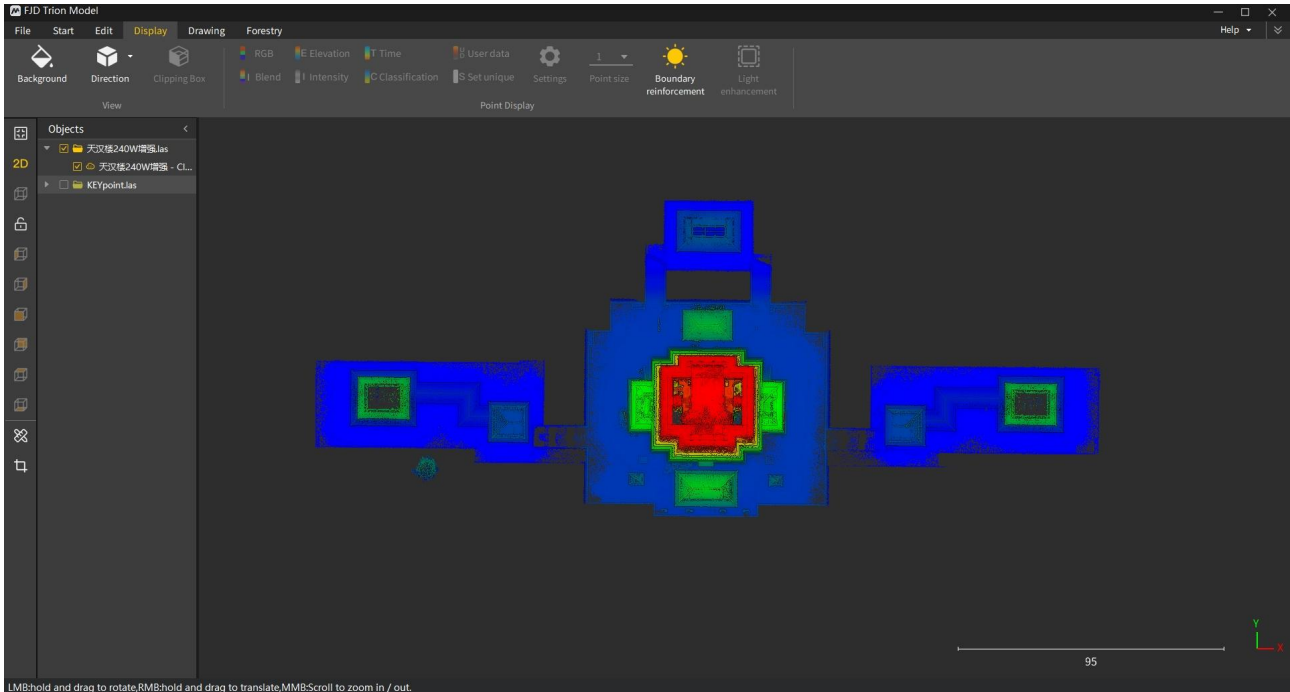 FJD Trion Model
File Start Edit Display Drawing Forestry Help
RGB E Elevation T Time User data 1
Background Direction Clipping Box I Blend I Intensity C Classification S Set unique Settings Point size Boundary reinforcement Light enhancement
View Point Display
Objects
2D
天汉楼240W增强.las
天汉楼240W增强 - Cl...
KEYpoint.las
Y
X
95
LMB:hold and drag to rotate,RMB:hold and drag to translate,MMB:Scroll to zoom in / out.